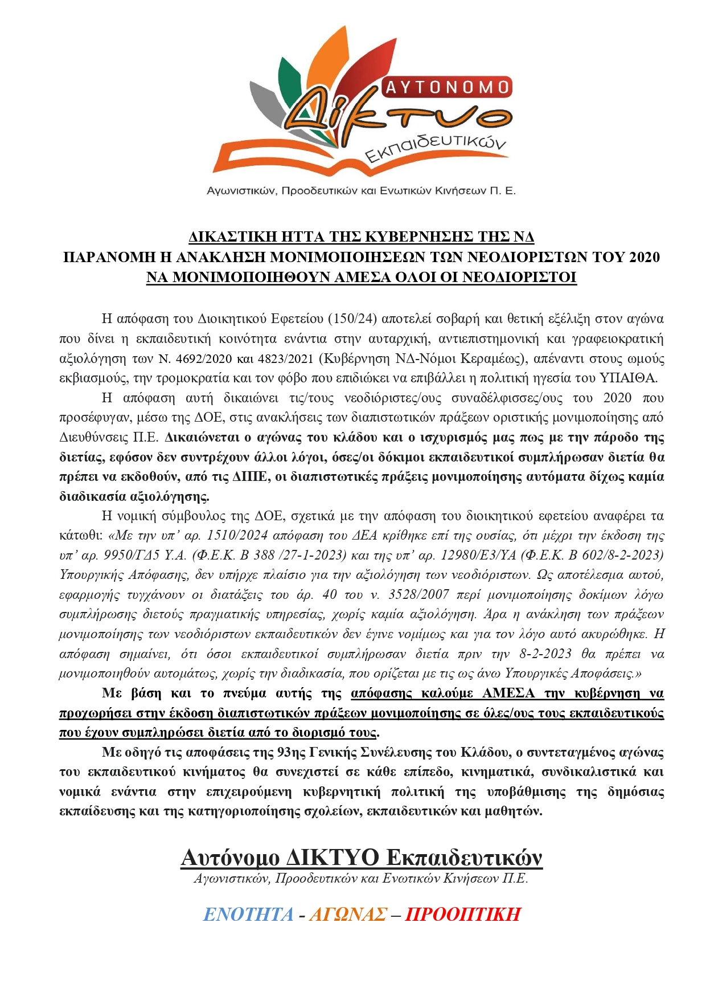 ΑΥΤΟΝΟΜΟ
Δίκτυο
Εκπαιδευτικών
Αγωνιστικών, Προοδευτικών και Ενωτικών Κινήσεων Π. Ε.
ΔΙΚΑΣΤΙΚΗ ΗΤΤΑ ΤΗΣ ΚΥΒΕΡΝΗΣΗΣ ΤΗΣ ΝΔ
ΠΑΡΑΝΟΜΗ Η ΑΝΑΚΛΗΣΗ ΜΟΝΙΜΟΠΟΙΗΣΕΩΝ ΤΩΝ ΝΕΟΔΙΟΡΙΣΤΩΝ ΤΟΥ 2020
ΝΑ ΜΟΝΙΜΟΠΟΙΗΘΟΥΝ ΑΜΕΣΑ ΟΛΟΙ ΟΙ ΝΕΟΔΙΟΡΙΣΤΟΙ
Η απόφαση του Διοικητικού Εφετείου (150/24) αποτελεί σοβαρή και θετική εξέλιξη στον αγώνα
που δίνει η εκπαιδευτική κοινότητα ενάντια στην αυταρχική, αντιεπιστημονική και γραφειοκρατική
αξιολόγηση των Ν. 4692/2020 και 4823/2021 (Κυβέρνηση ΝΔ-Νόμοι Κεραμέως), απέναντι στους ωμούς
εκβιασμούς, την τρομοκρατία και τον φόβο που επιδιώκει να επιβάλλει η πολιτική ηγεσία του ΥΠΑΙΘΑ.
Η απόφαση αυτή δικαιώνει τις/τους νεοδιόριστες/ους συναδέλφισσες/ους του 2020 που
προσέφυγαν, μέσω της ΔΟΕ, στις ανακλήσεις των διαπιστωτικών πράξεων οριστικής μονιμοποίησης από
Διευθύνσεις Π.Ε. Δικαιώνεται ο αγώνας του κλάδου και ο ισχυρισμός μας πως με την πάροδο της
διετίας, εφόσον δεν συντρέχουν άλλοι λόγοι, όσες/οι δόκιμοι εκπαιδευτικοί συμπλήρωσαν διετία θα
πρέπει να εκδοθούν, από τις ΔΙΠΕ, οι διαπιστωτικές πράξεις μονιμοποίησης αυτόματα δίχως καμία
διαδικασία αξιολόγησης.
Η νομική σύμβουλος της ΔΟΕ, σχετικά με την απόφαση του διοικητικού εφετείου αναφέρει τα
κάτωθι: «Με την υπ’ αρ. 1510/2024 απόφαση του ΔΕΑ κρίθηκε επί της ουσίας, ότι μέχρι την έκδοση της
υπ’ αρ. 9950/ΓΔ5 Υ.Α. (Φ.Ε.Κ. Β 388 /27-1-2023) και της υπ’ αρ. 12980/Ε3/ΥΑ (Φ.Ε.Κ. Β 602/8-2-2023)
Υπουργικής Απόφασης, δεν υπήρχε πλαίσιο για την αξιολόγηση των νεοδιόριστων. Ως αποτέλεσμα αυτού,
εφαρμογής τυγχάνουν οι διατάξεις του άρ. 40 του ν. 3528/2007 περί μονιμοποίησης δοκίμων λόγω
συμπλήρωσης διετούς πραγματικής υπηρεσίας, χωρίς καμία αξιολόγηση. Άρα η ανάκληση των πράξεων
μονιμοποίησης των νεοδιόριστων εκπαιδευτικών δεν έγινε νομίμως και για τον λόγο αυτό ακυρώθηκε. Η
απόφαση σημαίνει, ότι όσοι εκπαιδευτικοί συμπλήρωσαν διετία πριν την 8-2-2023 θα πρέπει να
μονιμοποιηθούν αυτομάτως, χωρίς την διαδικασία, που ορίζεται με τις ως άνω Υπουργικές Αποφάσεις.»
Με βάση και το πνεύμα αυτής της απόφασης καλούμε ΑΜΕΣΑ την κυβέρνηση να
προχωρήσει στην έκδοση διαπιστωτικών πράξεων μονιμοποίησης σε όλες/ους τους εκπαιδευτικούς
που έχουν συμπληρώσει διετία από το διορισμό τους.
Με οδηγό τις αποφάσεις της 93ης Γενικής Συνέλευσης του Κλάδου, ο συντεταγμένος αγώνας
του εκπαιδευτικού κινήματος θα συνεχιστεί σε κάθε επίπεδο, κινηματικά, συνδικαλιστικά και
νομικά ενάντια στην επιχειρούμενη κυβερνητική πολιτική της υποβάθμισης της δημόσιας
εκπαίδευσης και της κατηγοριοποίησης σχολείων, εκπαιδευτικών και μαθητών.
Αυτόνομο ΔΙΚΤΥΟ Εκπαιδευτικών
Αγωνιστικών, Προοδευτικών και Ενωτικών Κινήσεων Π.Ε.
ΕΝΟΤΗΤΑ - ΑΓΩΝΑΣ – ΠΡΟΟΠΤΙΚΗ